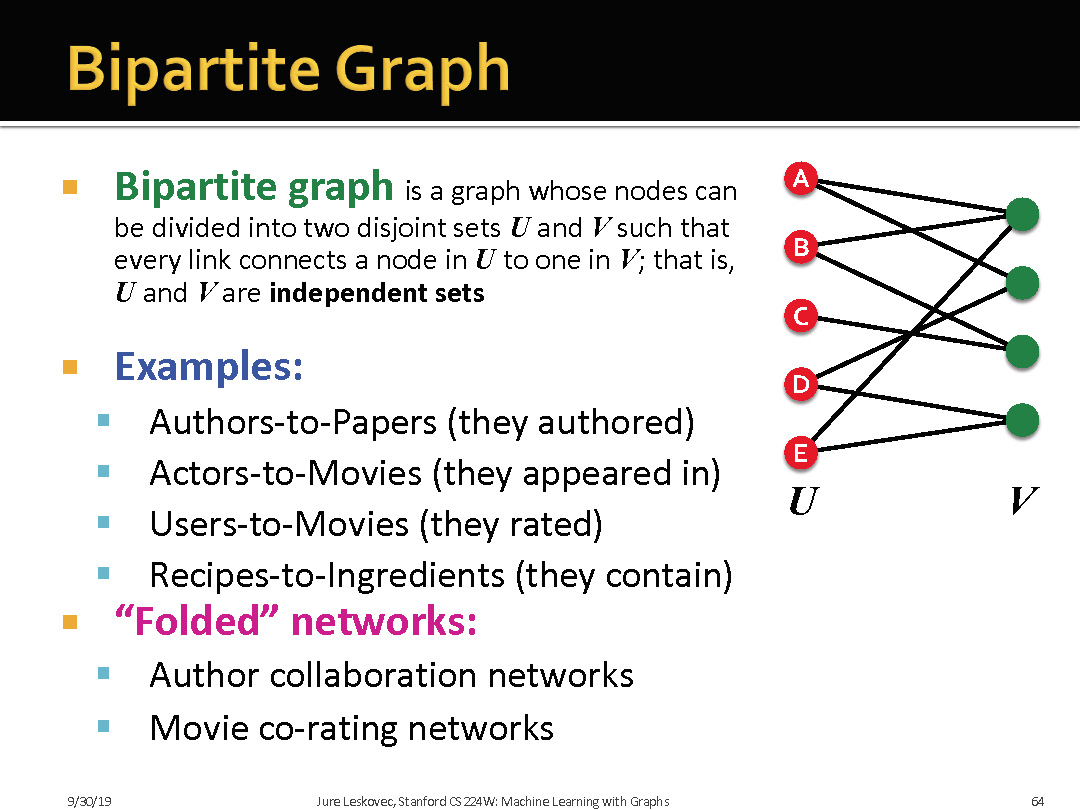 Bipartite Graph
Bipartite graph is a graph whose nodes can
be divided into two disjoint sets U and V such that
every link connects a node in U to one in V; that is,
U and V are independent sets
Examples:
Authors-to-Papers (they authored)
Actors-to-Movies (they appeared in)
Users-to-Movies (they rated)
Recipes-to-Ingredients (they contain)
“Folded” networks:
Author collaboration networks
Movie co-rating networks
A
B
C
D
E
U V
9/30/19 Jure Leskovec, Stanford CS224W: Machine Learning with Graphs 64